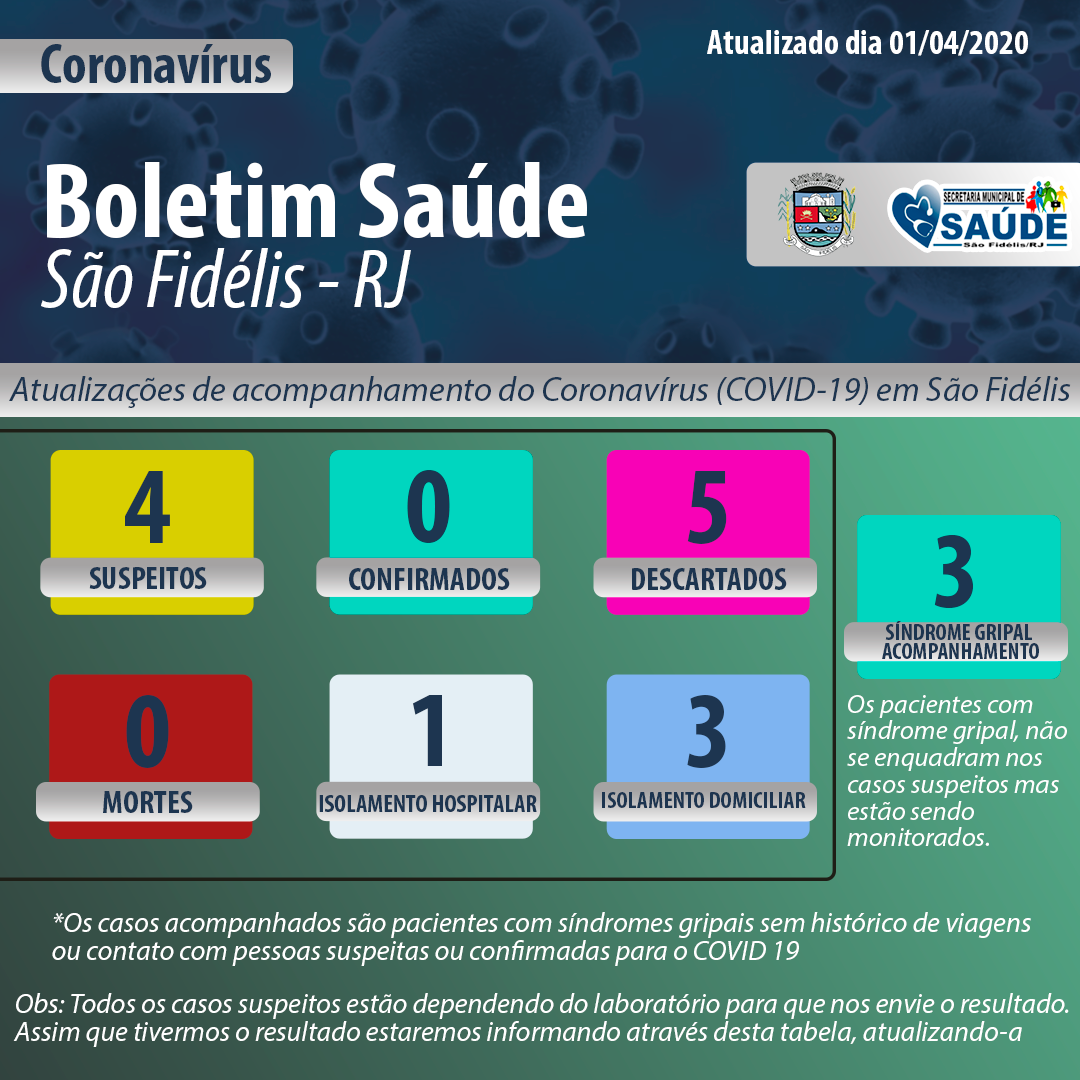 Coronavírus
Atualizado dia 01/04/2020
Boletim Saúde
São Fidélis - RJ
SECRETARIA MUNICIPAL DE
SAÚDE
São Fidélis/RJ
Atualizações de acompanhamento do Coronavírus (COVID-19) em São Fidélis
4
SUSPEITOS
0
CONFIRMADOS
5
DESCARTADOS
0
MORTES
1
ISOLAMENTO HOSPITALAR
3
ISOLAMENTO DOMICILIAR
3
SÍNDROME GRIPAL
ACOMPANHAMENTO
Os pacientes com
síndrome gripal, não
se enquadram nos
casos suspeitos mas
estão sendo
monitorados.
*Os casos acompanhados são pacientes com síndromes gripais sem histórico de viagens
ou contato com pessoas suspeitas ou confirmadas para o COVID 19
Obs: Todos os casos suspeitos estão dependendo do laboratório para que nos envie o resultado.
Assim que tivermos o resultado estaremos informando através desta tabela, atualizando-a